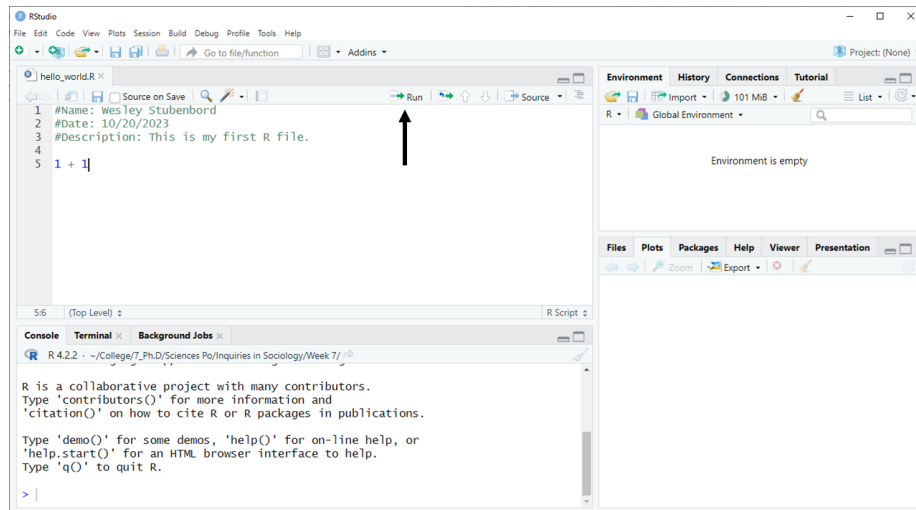 RStudio
File Edit Code View Plots Session Build Debug Profile Tools Help
Go to file/function Addins Project: (None)
hello_world.R
Source on Save Run Source
1 #Name: Wesley Stubenbord
2 #Date: 10/20/2023
3 #Description: This is my first R file.
4
5 1 + 1
5:6 (Top Level) R Script
Console Terminal Background Jobs
R 4.2.2 · ~/College/7_Ph.D/Sciences Po/Inquiries in Sociology/Week 7/
R is a collaborative project with many contributors.
Type 'contributors()' for more information and
'citation()' on how to cite R or R packages in publications.
Type 'demo()' for some demos, 'help()' for on-line help, or
'help.start()' for an HTML browser interface to help.
Type 'q()' to quit R.
>
Environment History Connections Tutorial
Import 101 MiB List
R Global Environment
Environment is empty
Files Plots Packages Help Viewer Presentation
Zoom Export